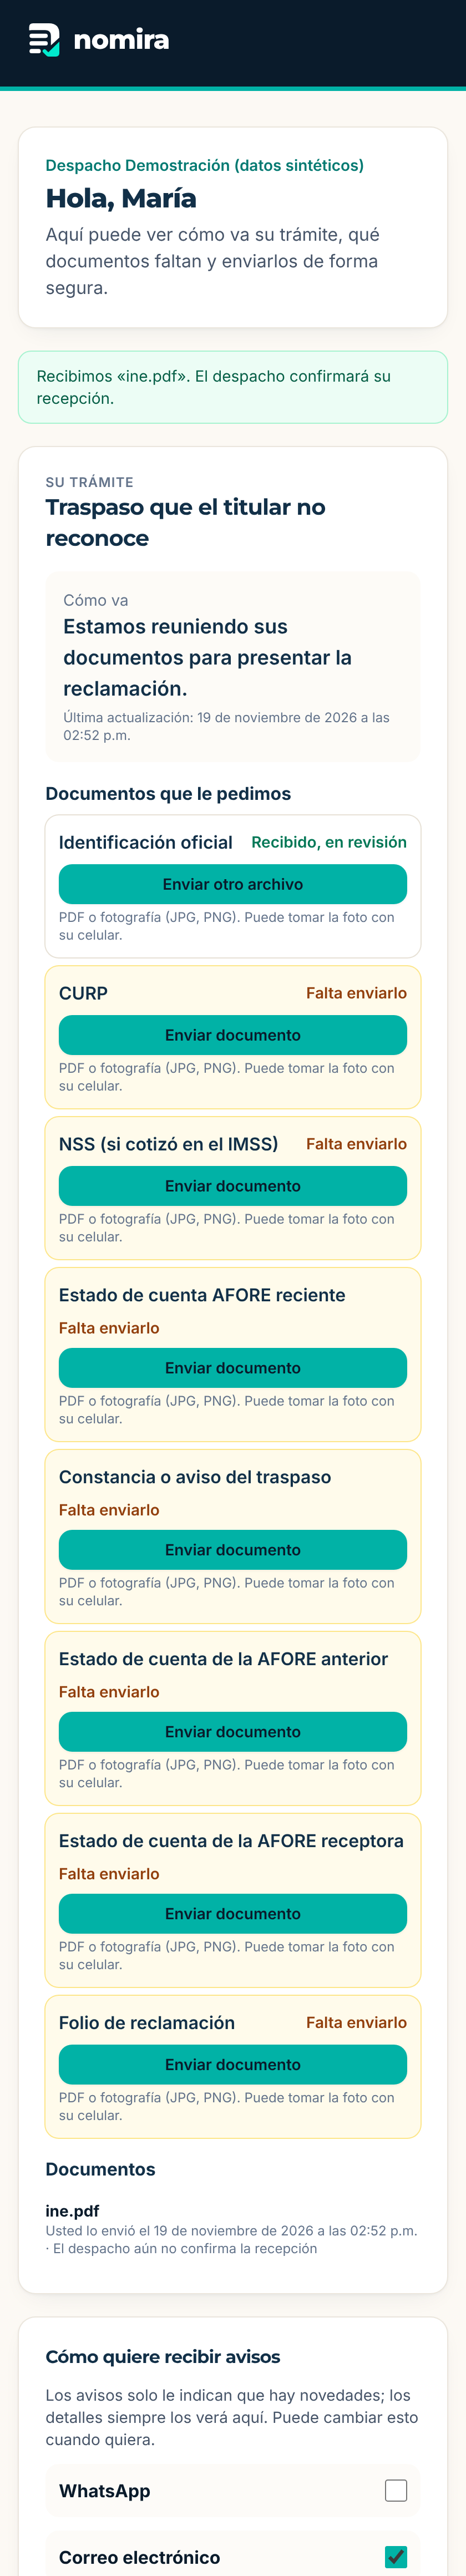 nomira
Despacho Demostración (datos sintéticos)
Hola, María
Aquí puede ver cómo va su trámite, qué
documentos faltan y enviarlos de forma
segura.
Recibimos «ine.pdf». El despacho confirmará su
recepción.
SU TRÁMITE
Traspaso que el titular no
reconoce
Cómo va
Estamos reuniendo sus
documentos para presentar la
reclamación.
Última actualización: 19 de noviembre de 2026 a las
02:52 p.m.
Documentos que le pedimos
Identificación oficial Recibido, en revisión
Enviar otro archivo
PDF o fotografía (JPG, PNG). Puede tomar la foto con
su celular.
CURP Falta enviarlo
Enviar documento
PDF o fotografía (JPG, PNG). Puede tomar la foto con
su celular.
NSS (si cotizó en el IMSS) Falta enviarlo
Enviar documento
PDF o fotografía (JPG, PNG). Puede tomar la foto con
su celular.
Estado de cuenta AFORE reciente
Falta enviarlo
Enviar documento
PDF o fotografía (JPG, PNG). Puede tomar la foto con
su celular.
Constancia o aviso del traspaso
Falta enviarlo
Enviar documento
PDF o fotografía (JPG, PNG). Puede tomar la foto con
su celular.
Estado de cuenta de la AFORE anterior
Falta enviarlo
Enviar documento
PDF o fotografía (JPG, PNG). Puede tomar la foto con
su celular.
Estado de cuenta de la AFORE receptora
Falta enviarlo
Enviar documento
PDF o fotografía (JPG, PNG). Puede tomar la foto con
su celular.
Folio de reclamación Falta enviarlo
Enviar documento
PDF o fotografía (JPG, PNG). Puede tomar la foto con
su celular.
Documentos
ine.pdf
Usted lo envió el 19 de noviembre de 2026 a las 02:52 p.m.
· El despacho aún no confirma la recepción
Cómo quiere recibir avisos
Los avisos solo le indican que hay novedades; los
detalles siempre los verá aquí. Puede cambiar esto
cuando quiera.
WhatsApp
Correo electrónico